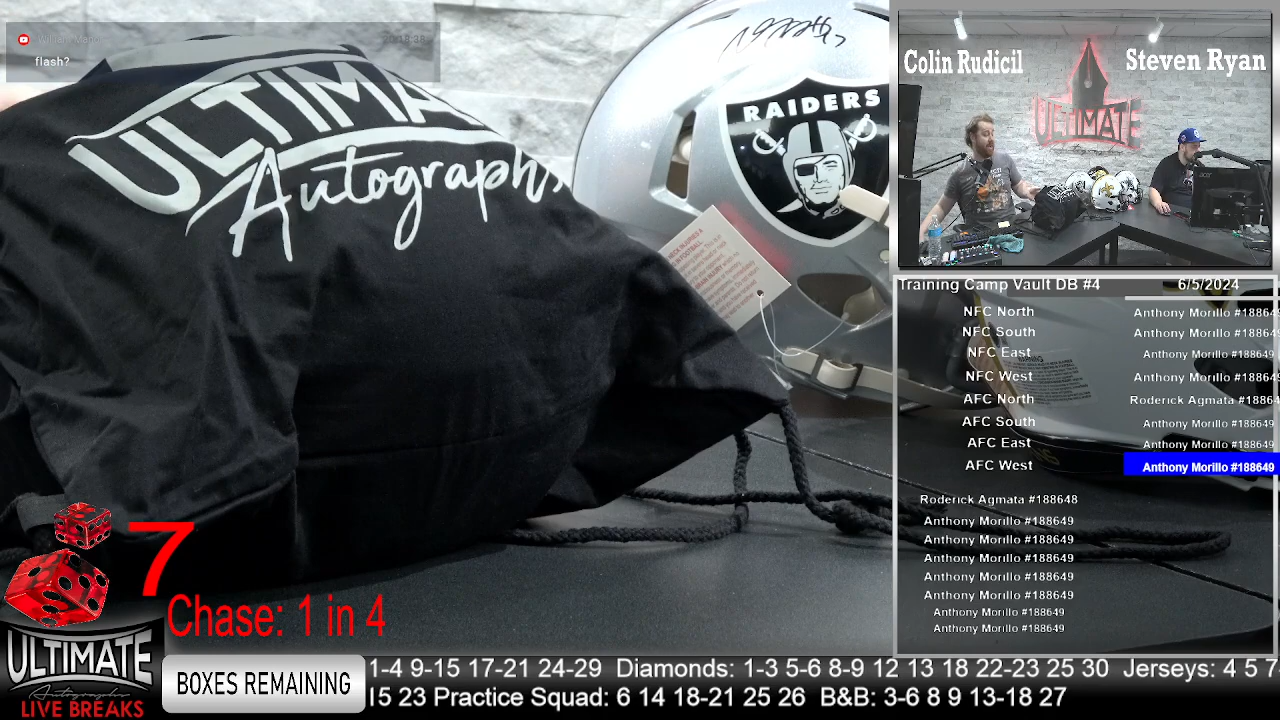 flash?
ULTIMA
Autograph
RAIDERS
Colin Rudicil
Steven Ryan
ULTIMATE
Training Camp Vault DB #4 6/5/2024
NFC North Anthony Morillo #18864
NFC South Anthony Morillo #18864
NFC East Anthony Morillo #188649
NFC West Anthony Morillo #18864
AFC North Roderick Agmata #18864
AFC South Anthony Morillo #188649
AFC East Anthony Morillo #188649
AFC West Anthony Morillo #188649
Roderick Agmata #188648
Anthony Morillo #188649
Anthony Morillo #188649
Anthony Morillo #188649
Anthony Morillo #188649
Anthony Morillo #188649
Anthony Morillo #188649
Anthony Morillo #188649
7
Chase: 1 in 4
ULTIMATE
Autographs
LIVE BREAKS
BOXES REMAINING
1-4 9-15 17-21 24-29 Diamonds: 1-3 5-6 8-9 12 13 18 22-23 25 30 Jerseys: 4 5 7
15 23 Practice Squad: 6 14 18-21 25 26 B&B: 3-6 8 9 13-18 27